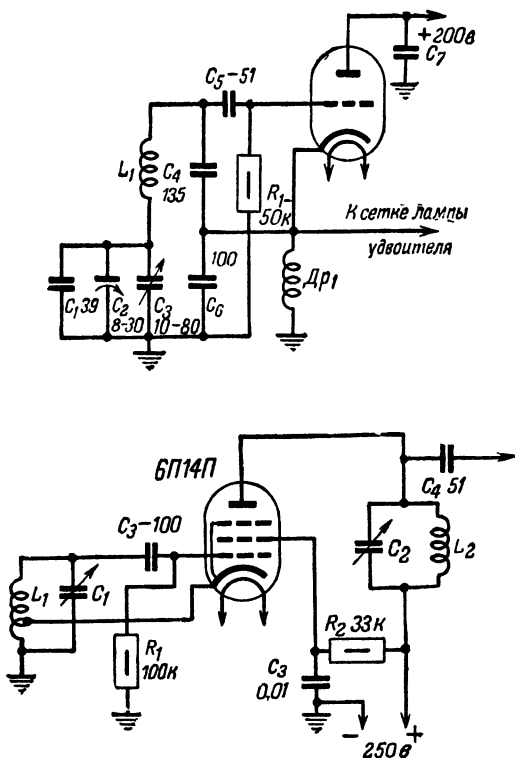 +200в
C7
C5-51
L1
C4
135
R1-
50к
К сетке лампы
удвоителя
100
C6
Др1
C1 39
C2
8-30
C3
10-80
6П14П
C3-100
C4 51
C2
L2
L1
C1
R1
100к
R2 33к
C3
0,01
- +
250в